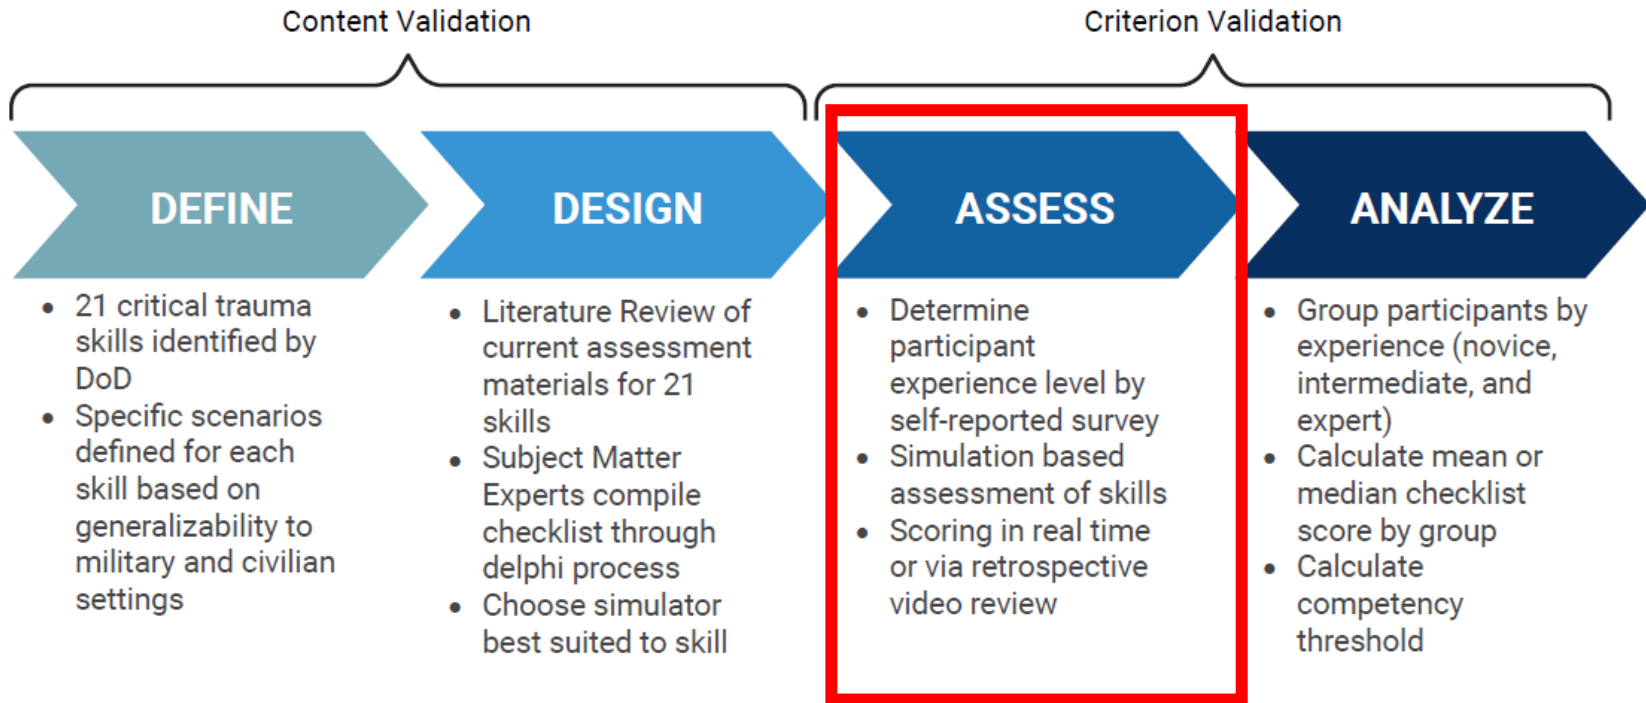 Content Validation
Criterion Validation
DEFINE
DESIGN
ASSESS
ANALYZE
• 21 critical trauma
skills identified by
DoD
• Specific scenarios
defined for each
skill based on
generalizability to
military and civilian
settings
• Literature Review of
current assessment
materials for 21
skills
• Subject Matter
Experts compile
checklist through
delphi process
• Choose simulator
best suited to skill
• Determine
participant
experience level by
self-reported survey
• Simulation based
assessment of skills
• Scoring in real time
or via retrospective
video review
• Group participants by
experience (novice,
intermediate, and
expert)
• Calculate mean or
median checklist
score by group
• Calculate
competency
threshold